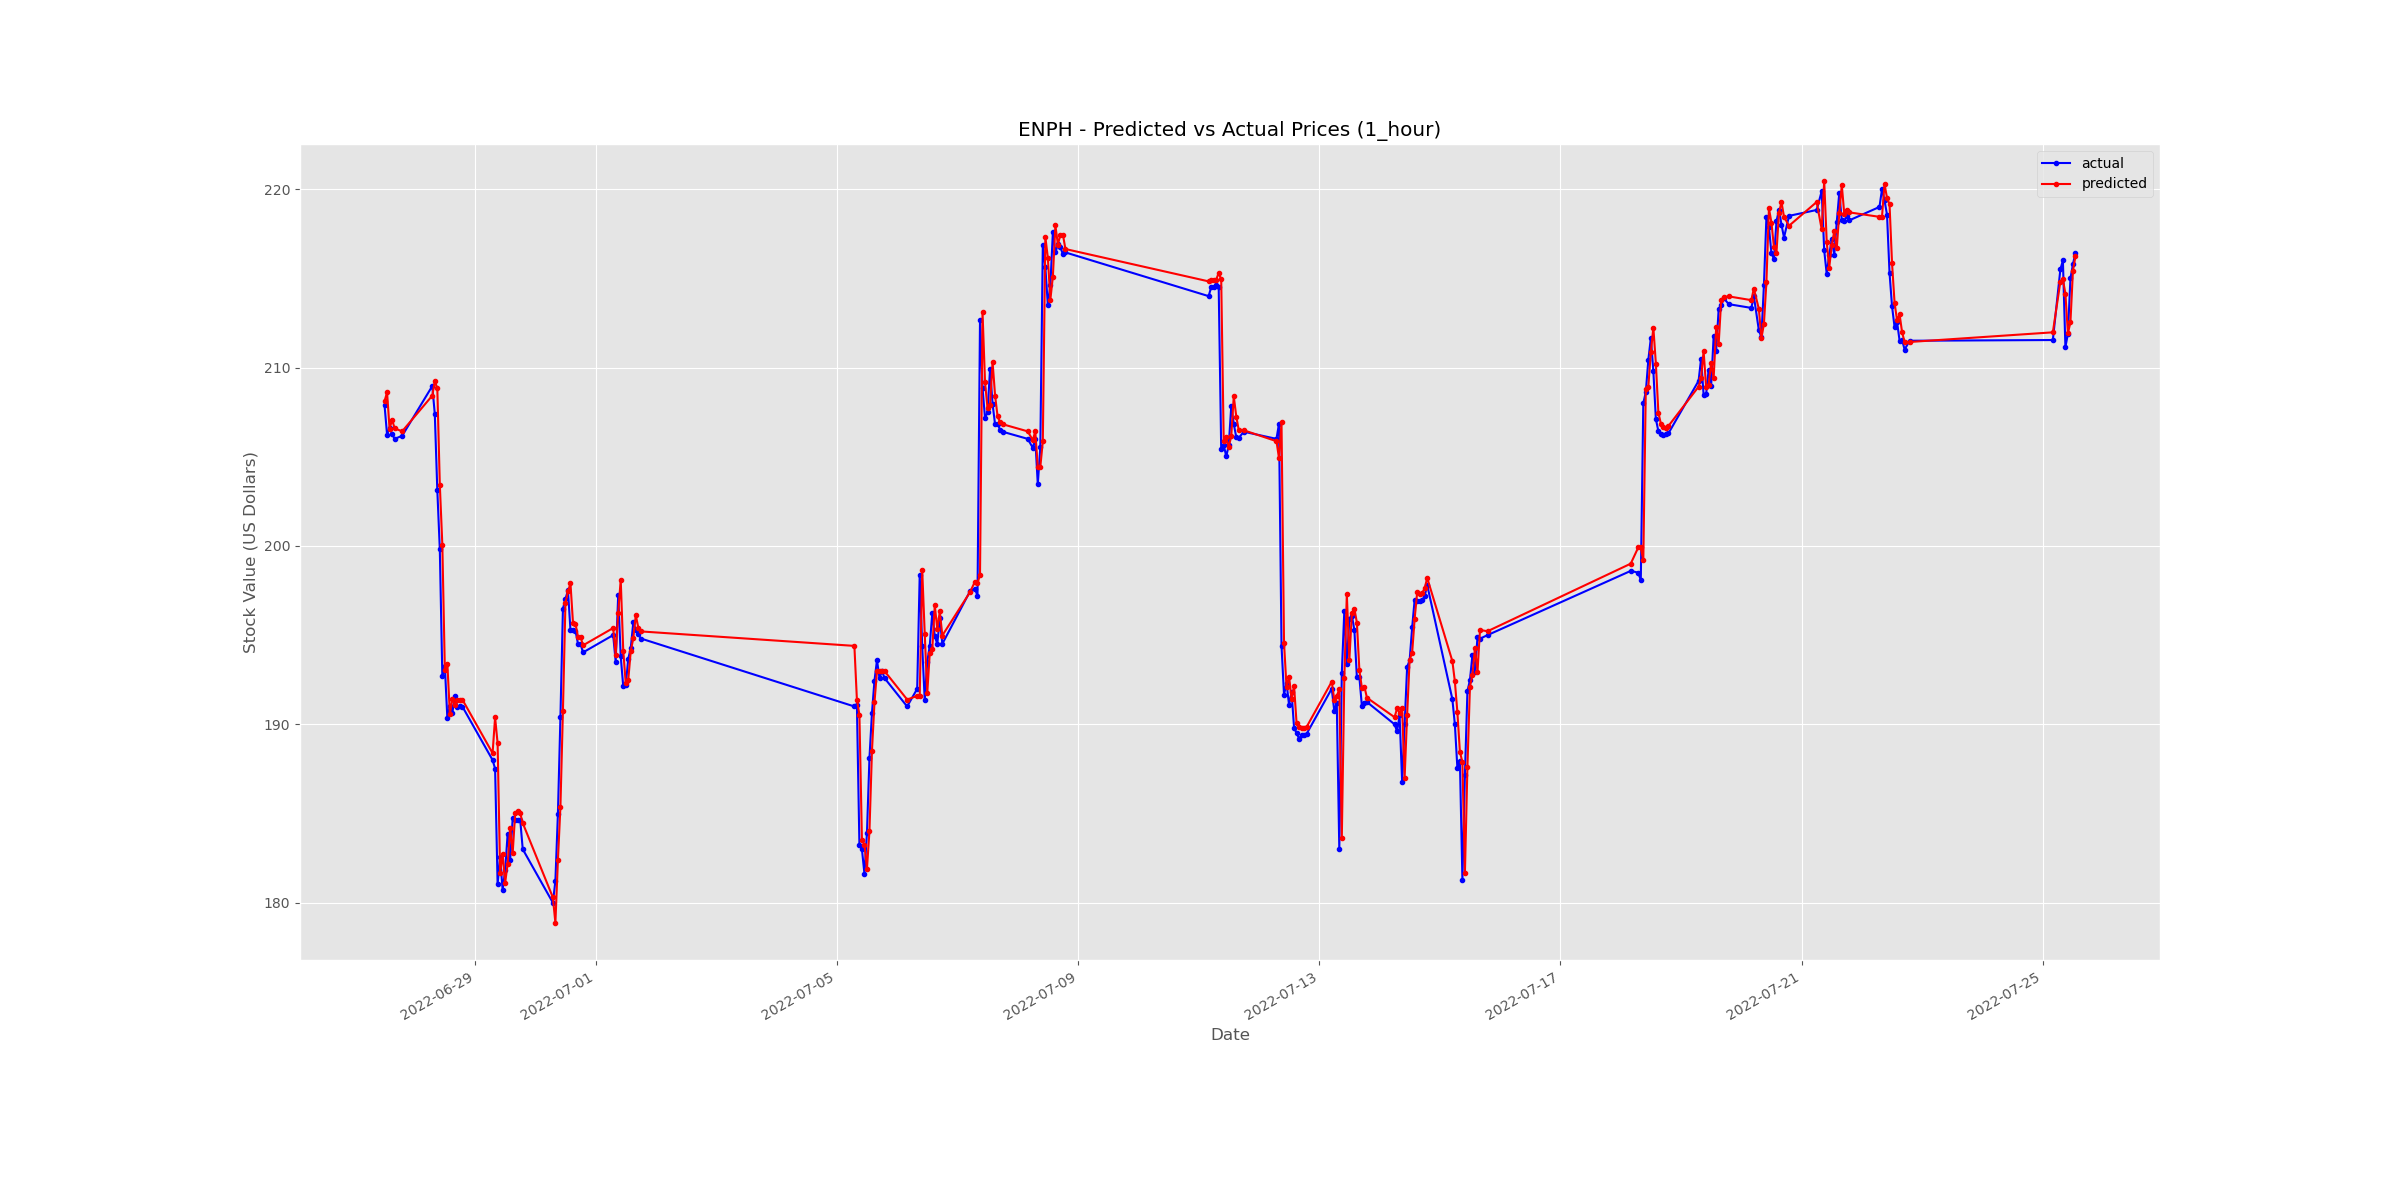 ENPH - Predicted vs Actual Prices (1_hour)
actual
predicted
220
210
200
190
180
Stock Value (US Dollars)
2022-06-29
2022-07-01
2022-07-05
2022-07-09
2022-07-13
2022-07-17
2022-07-21
2022-07-25
Date